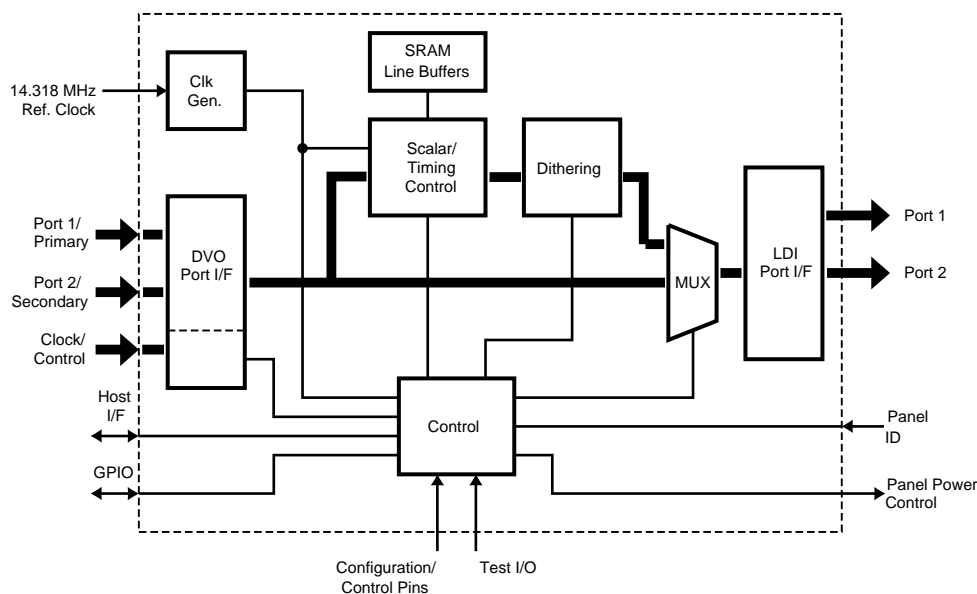 SRAM
Line Buffers
14.318 MHz
Ref. Clock
Clk
Gen.
Scalar/
Timing
Control
Dithering
Port 1/
Primary
Port 2/
Secondary
Clock/
Control
DVO
Port I/F
MUX
LDI
Port I/F
Port 1
Port 2
Host
I/F
GPIO
Control
Panel
ID
Panel Power
Control
Configuration/
Control Pins
Test I/O